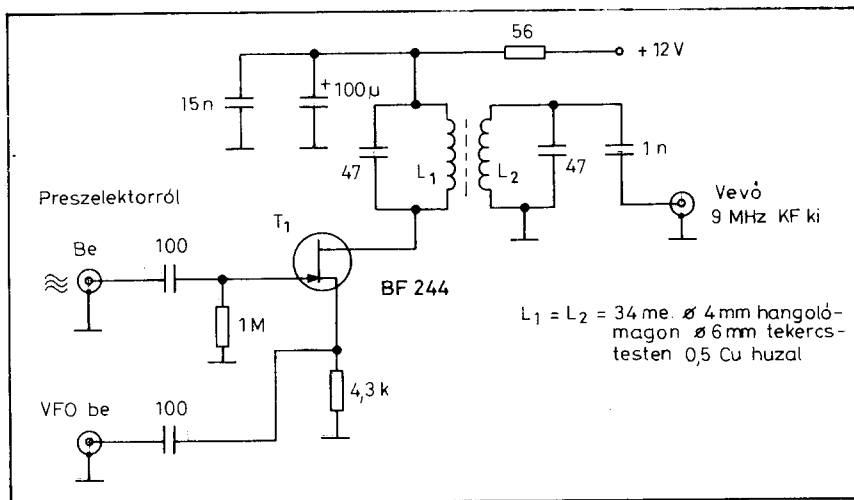 56
+ 12 V
15n
+
100µ
47
L1
L2
47
1n
Vevő
9 MHz KF ki
Preszelektorról
Be
100
T1
BF 244
1M
L1 = L2 = 34 me. ø 4 mm hangoló-
magon ø 6 mm tekercs-
testen 0,5 Cu huzal
VFO be
100
4,3 k